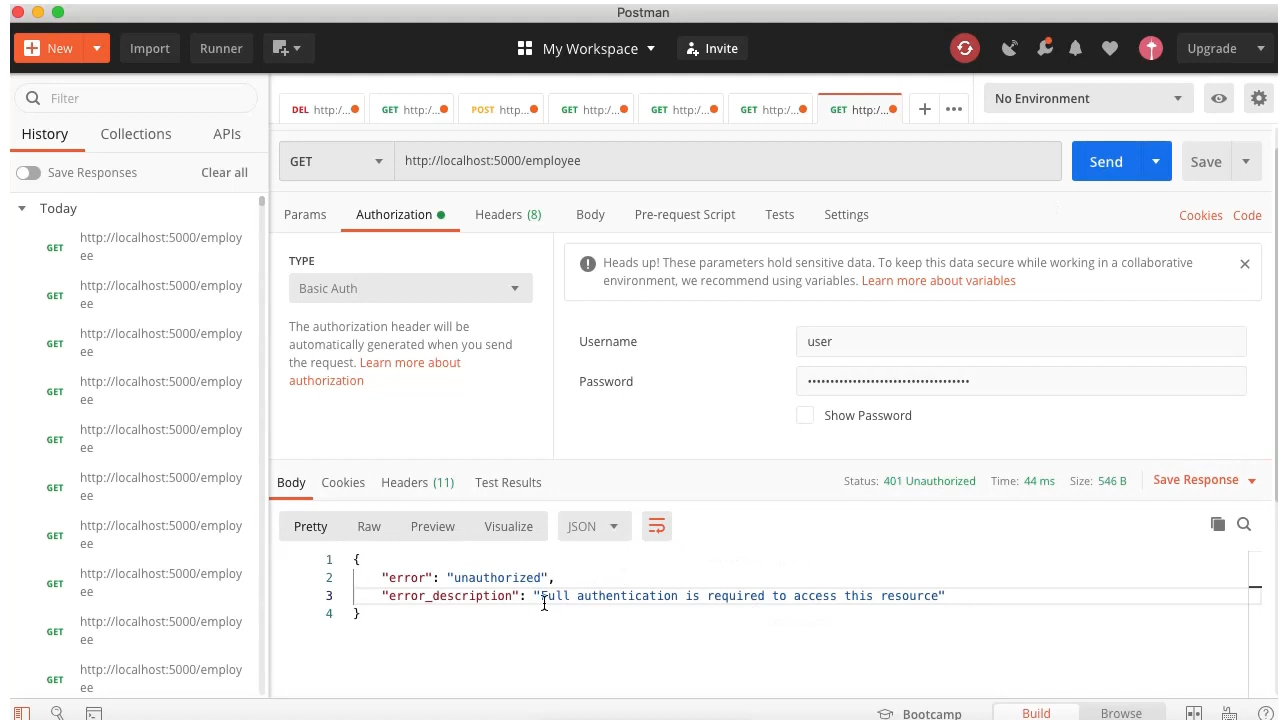 Postman
New
Import
Runner
My Workspace
Invite
Upgrade
Filter
History
Collections
APIs
Save Responses
Clear all
Today
GET http://localhost:5000/employ
ee
GET http://localhost:5000/employ
ee
GET http://localhost:5000/employ
ee
GET http://localhost:5000/employ
ee
GET http://localhost:5000/employ
ee
GET http://localhost:5000/employ
ee
GET http://localhost:5000/employ
ee
GET http://localhost:5000/employ
ee
GET http://localhost:5000/employ
ee
GET http://localhost:5000/employ
ee
DEL http:/...
GET http:/...
POST http...
GET http:/...
GET http:/...
GET http:/...
GET http:/...
No Environment
GET
http://localhost:5000/employee
Send
Save
Params
Authorization
Headers (8)
Body
Pre-request Script
Tests
Settings
Cookies
Code
TYPE
Basic Auth
The authorization header will be
automatically generated when you send
the request. Learn more about
authorization
Heads up! These parameters hold sensitive data. To keep this data secure while working in a collaborative
environment, we recommend using variables. Learn more about variables
Username
user
Password
Show Password
Body
Cookies
Headers (11)
Test Results
Status: 401 Unauthorized
Time: 44 ms
Size: 546 B
Save Response
Pretty
Raw
Preview
Visualize
JSON
1 {
2 "error": "unauthorized",
3 "error_description": "Full authentication is required to access this resource"
4 }
Bootcamp
Build
Browse